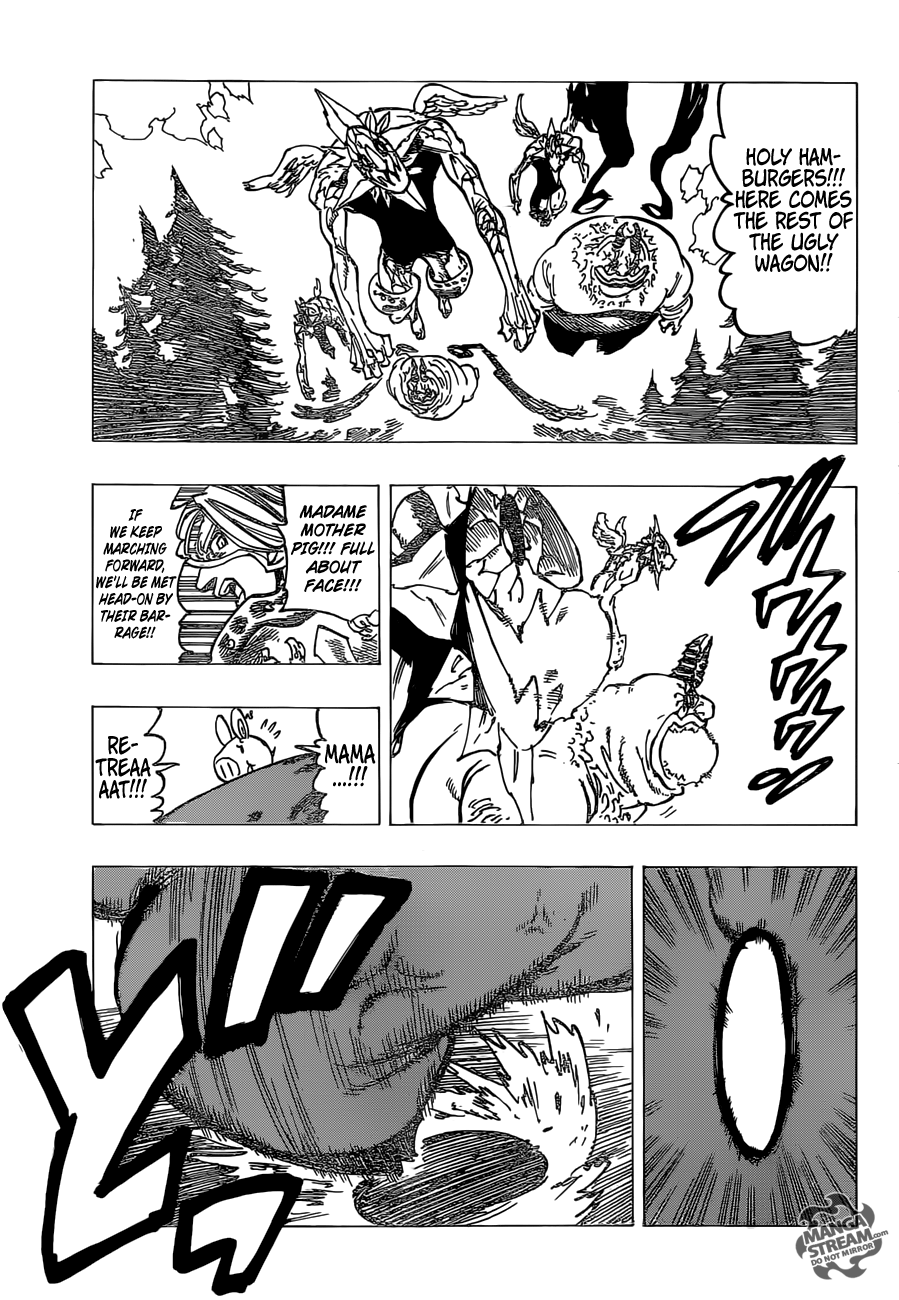 HOLY HAM-
BURGERS!!!
HERE COMES
THE REST OF
THE UGLY
WAGON!!
MADAME
MOTHER
PIG!!! FULL
ABOUT
FACE!!!
IF
WE KEEP
MARCHING
FORWARD,
WE'LL BE MET
HEAD-ON BY
THEIR BAR-
RAGE!!
MAMA
...!!!
RE-
TREAA
AAT!!!
MANGA
STREAM.com
DO NOT MIRROR